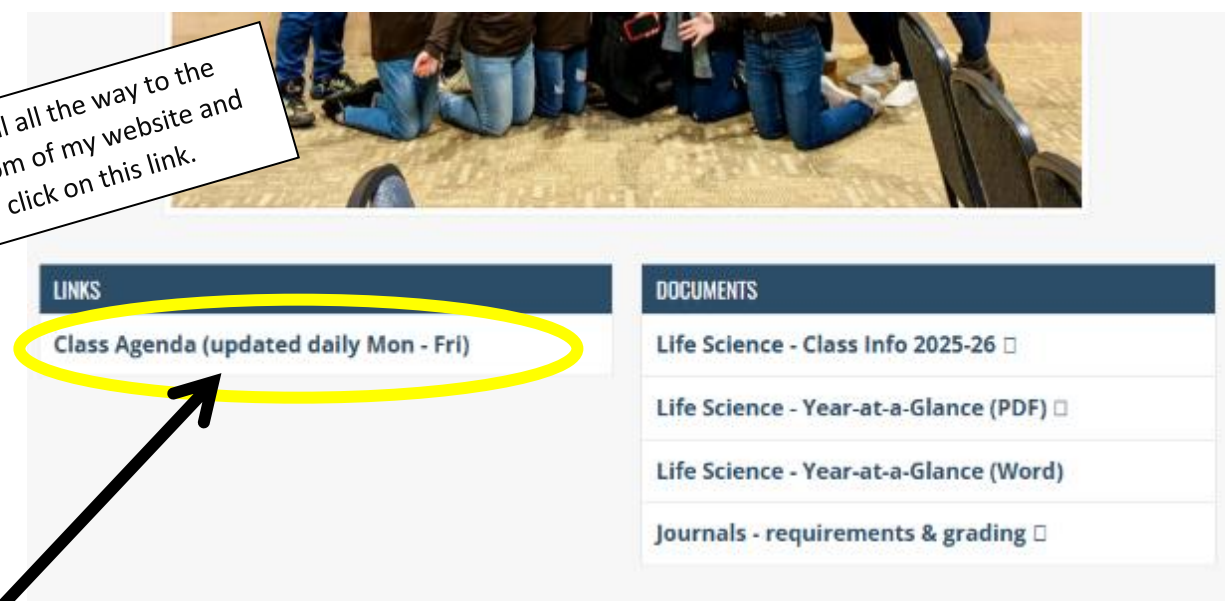 ll all the way to the
om of my website and
click on this link.
LINKS
Class Agenda (updated daily Mon - Fri)
DOCUMENTS
Life Science - Class Info 2025-26
Life Science - Year-at-a-Glance (PDF)
Life Science - Year-at-a-Glance (Word)
Journals - requirements & grading